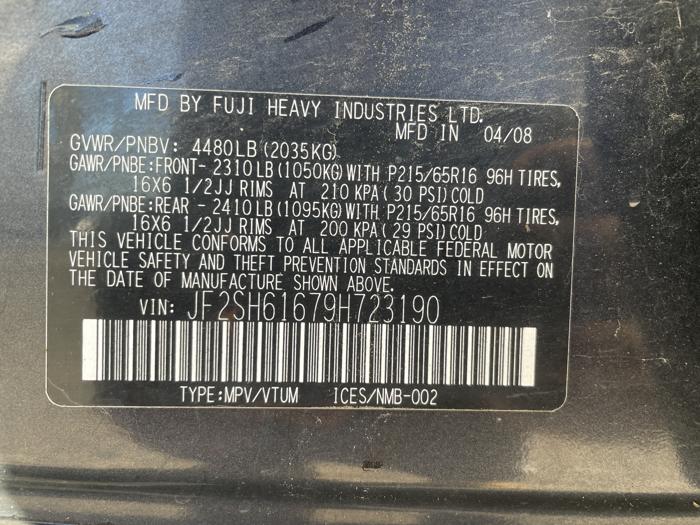 MFD BY FUJI HEAVY INDUSTRIES LTD.
MFD IN 04/08
GVWR/PNBV: 4480LB(2035KG)
GAWR/PNBE:FRONT- 2310LB(1050KG)WITH P215/65R16 96H TIRES,
16X6 1/2JJ RIMS AT 210 KPA(30 PSI)COLD
GAWR/PNBE:REAR - 2410LB(1095KG)WITH P215/65R16 96H TIRES,
16X6 1/2JJ RIMS AT 200 KPA(29 PSI)COLD
THIS VEHICLE CONFORMS TO ALL APPLICABLE FEDERAL MOTOR
VEHICLE SAFETY AND THEFT PREVENTION STANDARDS IN EFFECT ON
THE DATE OF MANUFACTURE SHOWN ABOVE.
VIN: JF2SH61679H723190
TYPE:MPV/VTUM ICES/NMB-002